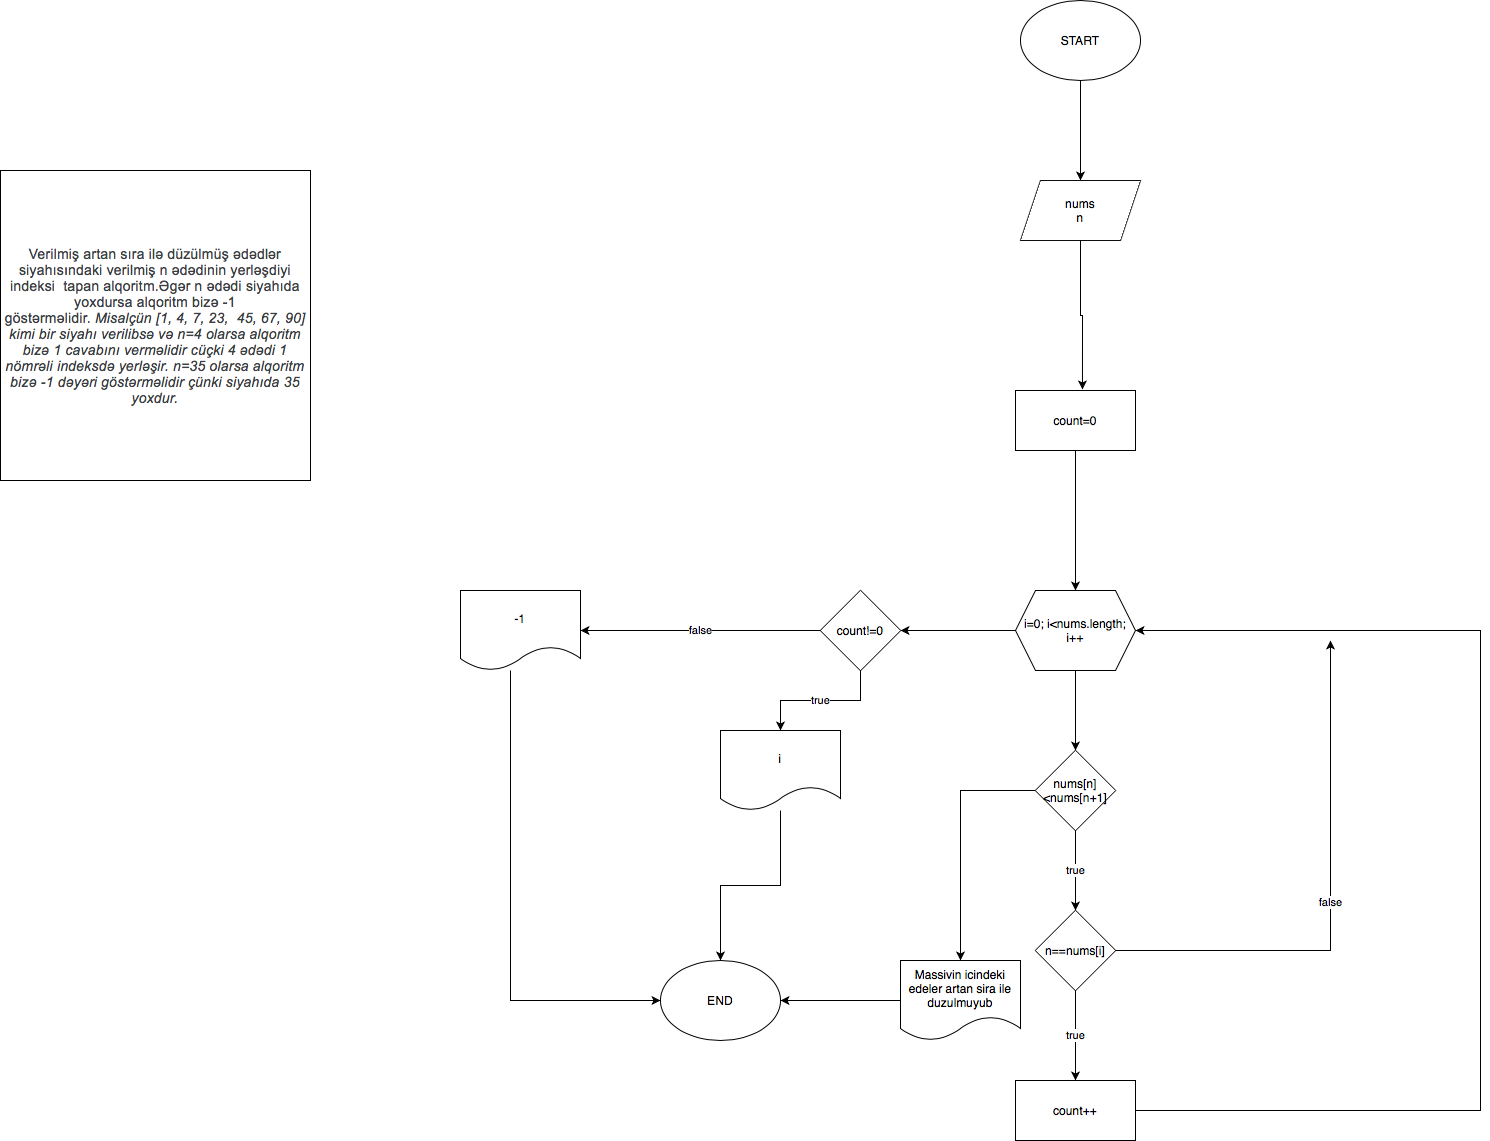 START
nums
n
Verilmiş artan sıra ilə düzülmüş ədədlər
siyahısındaki verilmiş n ədədinin yerləşdiyi
indeksi  tapan alqoritm.Əgər n ədədi siyahıda
yoxdursa alqoritm bizə -1
göstərməlidir. Misalçün [1, 4, 7, 23,  45, 67, 90]
kimi bir siyahı verilibsə və n=4 olarsa alqoritm
bizə 1 cavabını verməlidir cüçki 4 ədədi 1
nömrəli indeksdə yerləşir. n=35 olarsa alqoritm
bizə -1 dəyəri göstərməlidir çünki siyahıda 35
yoxdur.
count=0
-1
false
count!=0
i=0; i<nums.length;
i++
true
i
nums[n]
<nums[n+1]
true
false
n==nums[i]
Massivin icindeki
edeler artan sira ile
duzulmuyub
END
true
count++